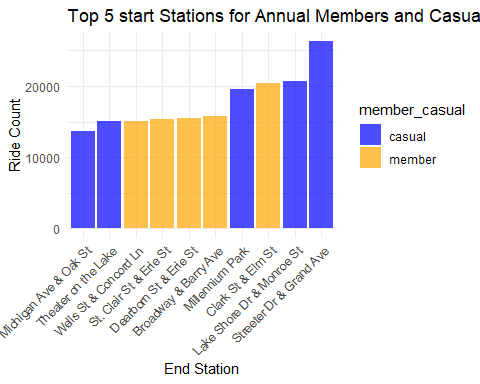 Top 5 start Stations for Annual Members and Casua
Ride Count
20000
10000
0
Michigan Ave & Oak St
Theater on the Lake
Wells St & Concord Ln
St. Clair St & Erie St
Dearborn St & Erie St
Broadway & Barry Ave
Millennium Park
Clark St & Elm St
Lake Shore Dr & Monroe St
Streeter Dr & Grand Ave
End Station
member_casual
casual
member